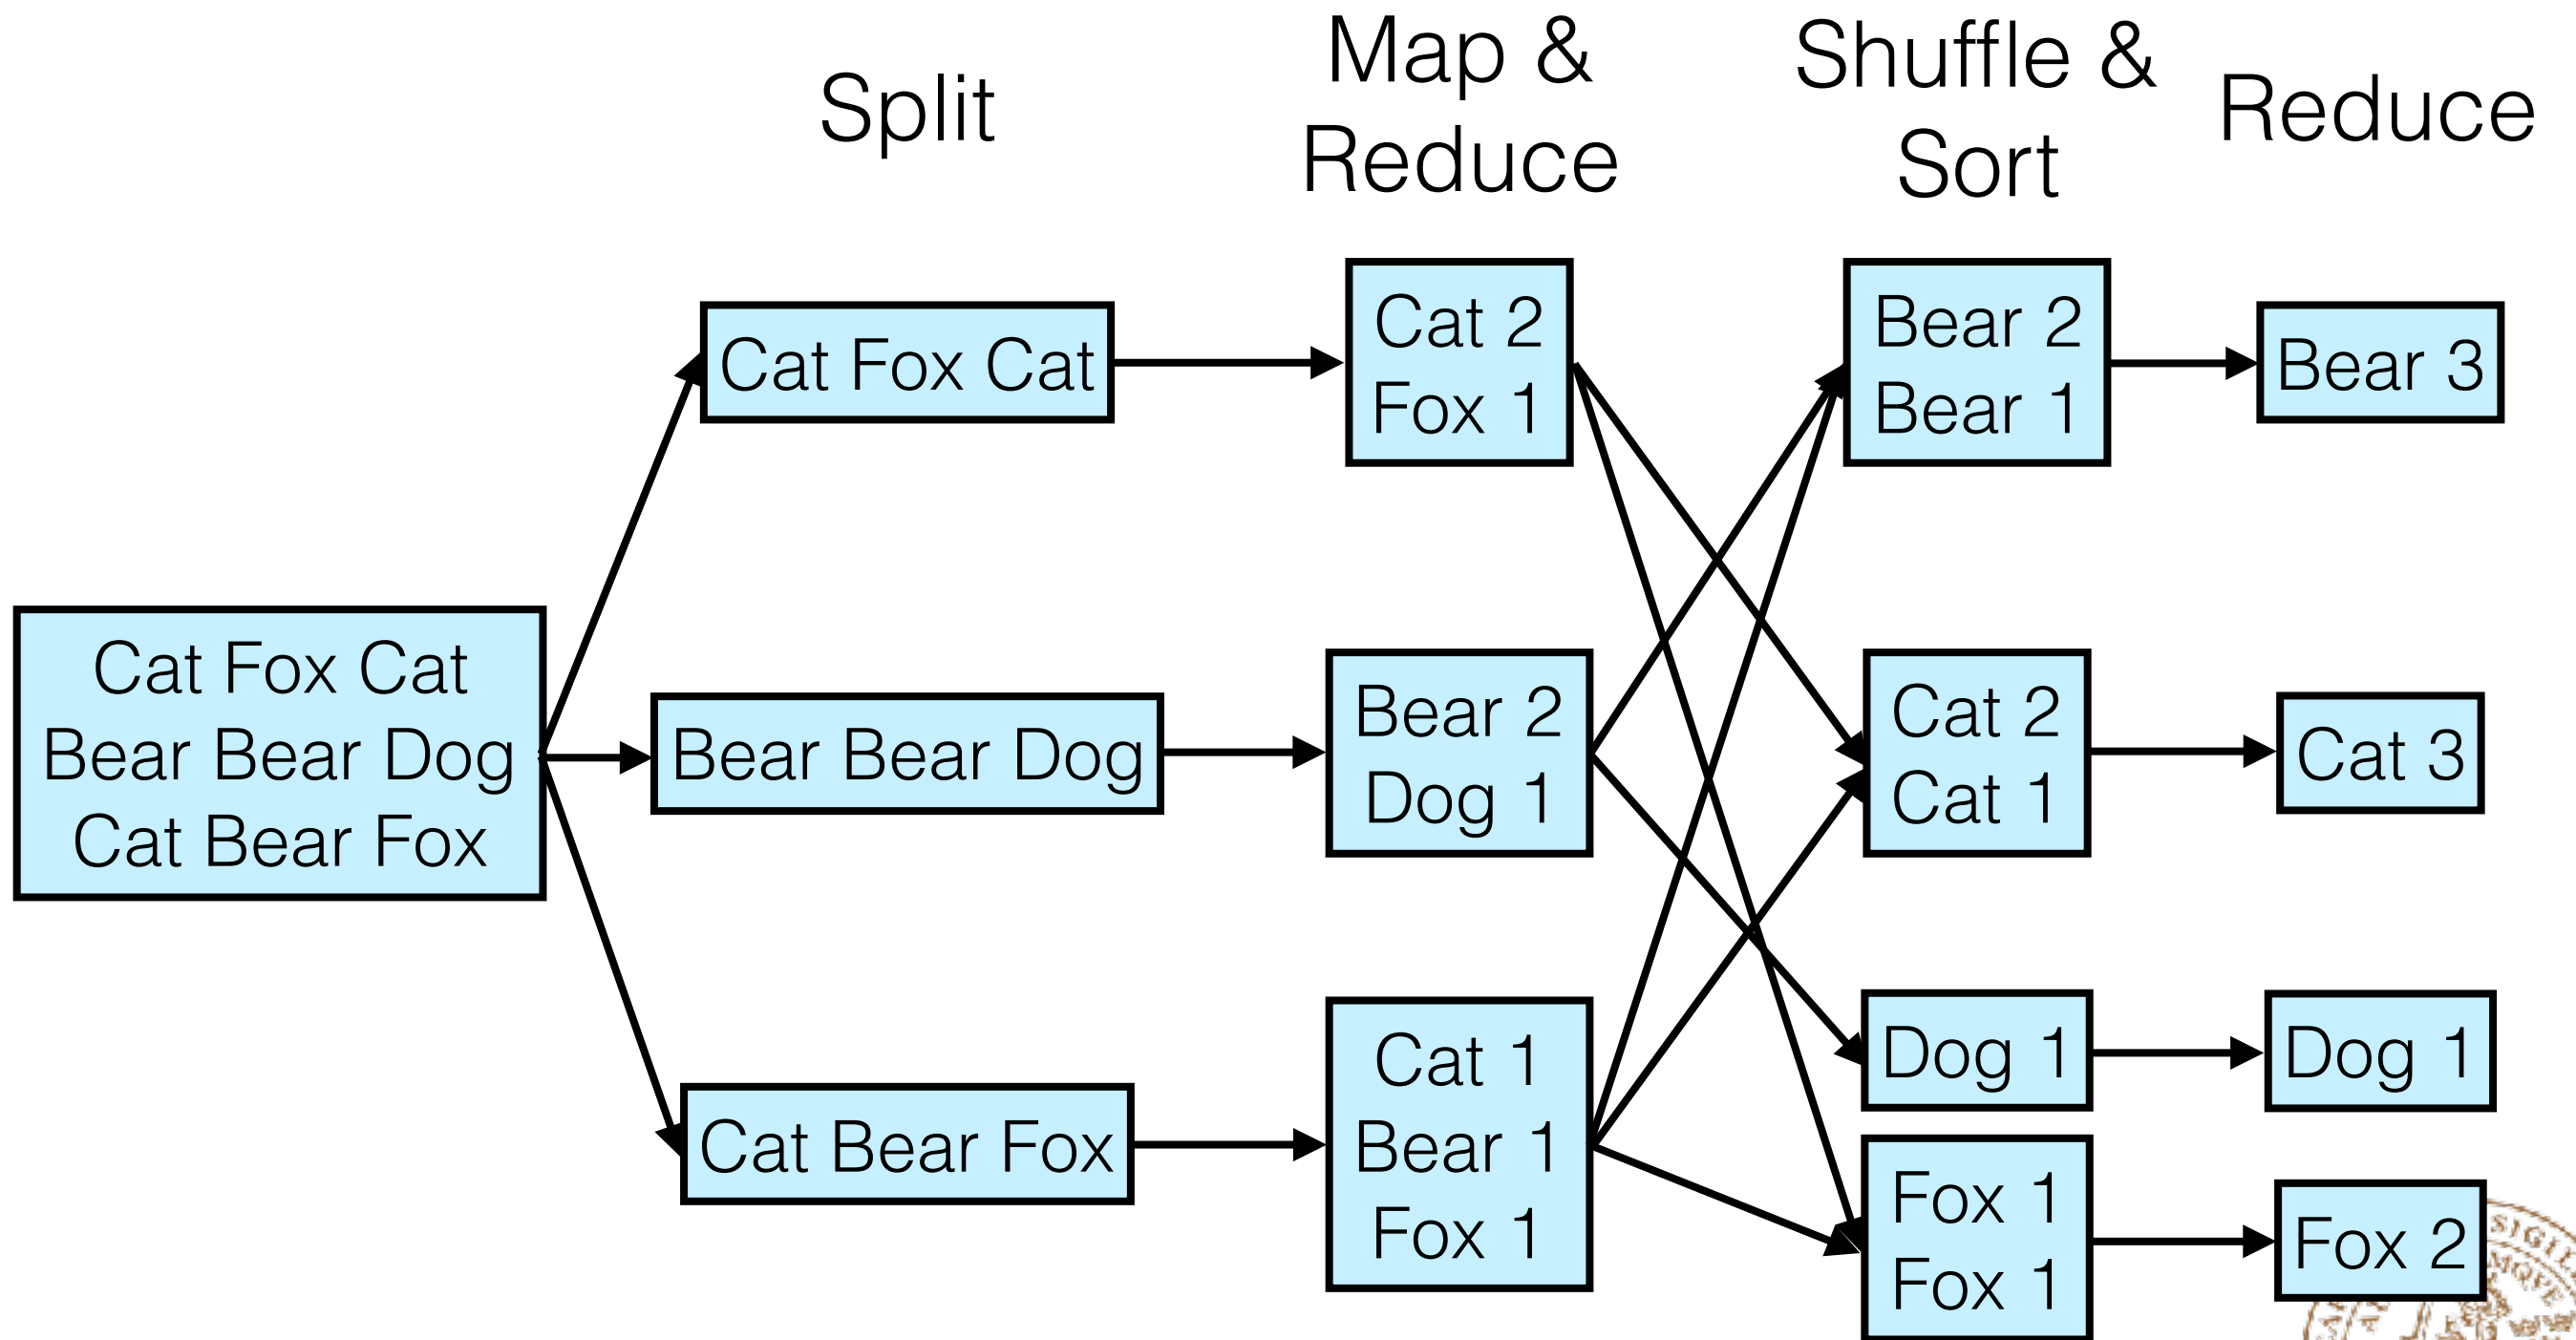 Split
Map &
Reduce
Shuffle &
Sort
Reduce
Cat Fox Cat
Bear Bear Dog
Cat Bear Fox
Cat Fox Cat
Bear Bear Dog
Cat Bear Fox
Cat 2
Fox 1
Bear 2
Dog 1
Cat 1
Bear 1
Fox 1
Bear 2
Bear 1
Cat 2
Cat 1
Dog 1
Fox 1
Fox 1
Bear 3
Cat 3
Dog 1
Fox 2